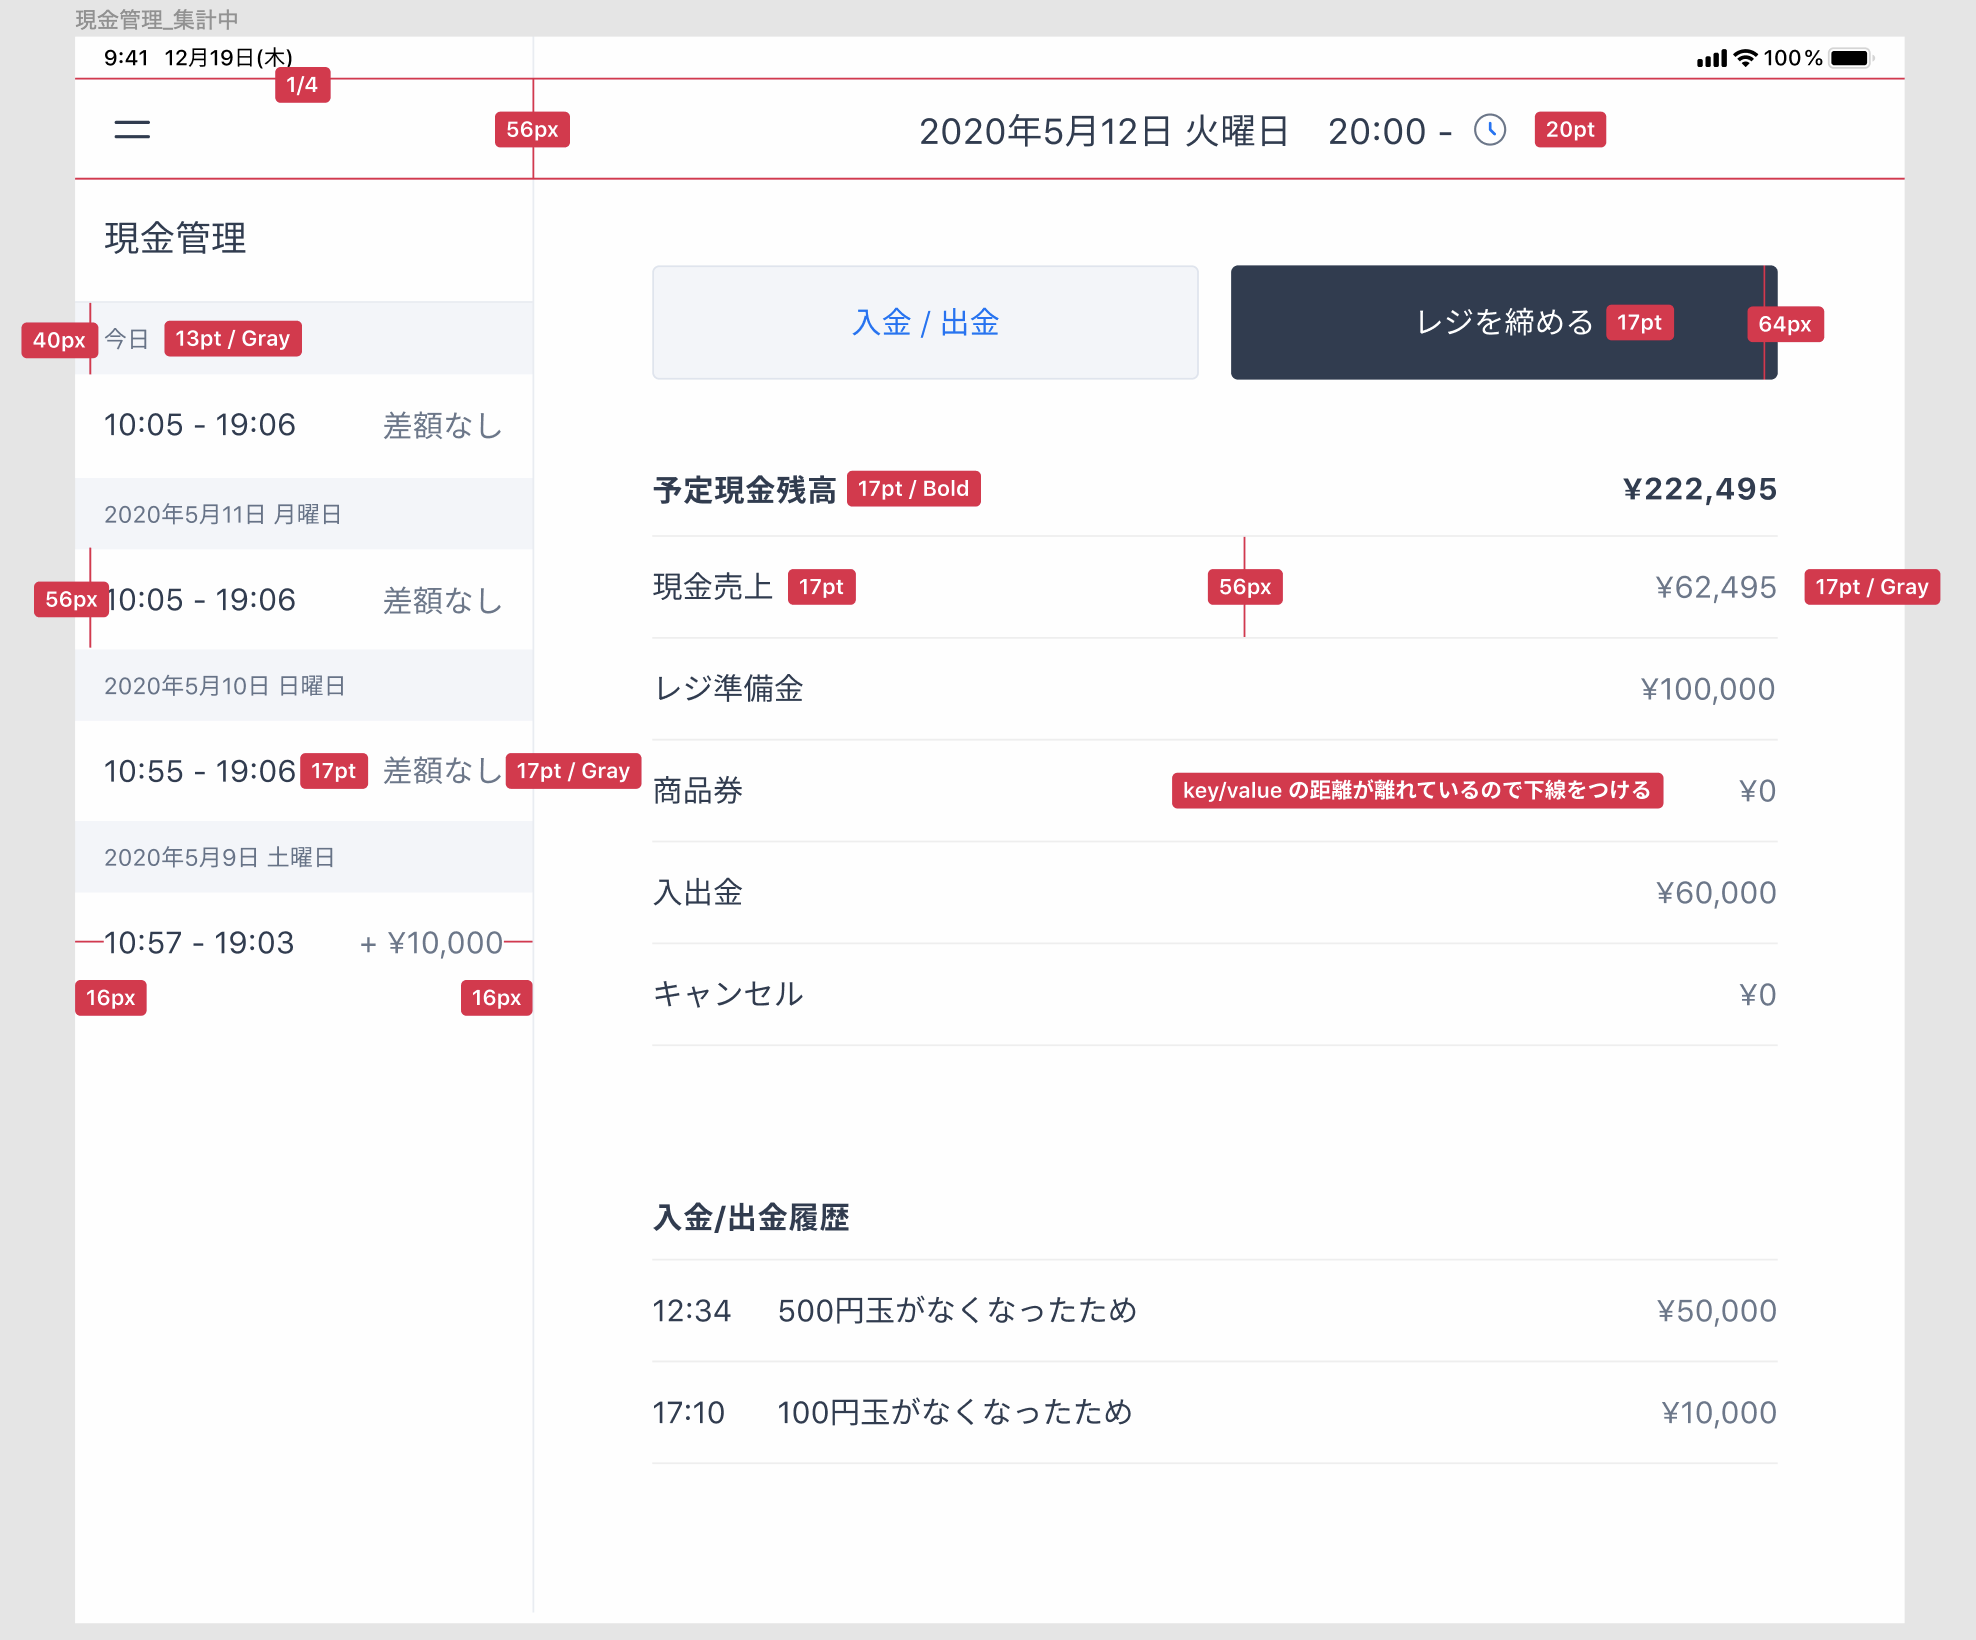 現金管理_集計中
9:41 12月19日(木)
100%
1/4
56px
2020年5月12日 火曜日 20:00 -
20pt
現金管理
40px
今日
13pt / Gray
10:05 - 19:06 差額なし
2020年5月11日 月曜日
56px
10:05 - 19:06 差額なし
2020年5月10日 日曜日
10:55 - 19:06
17pt
差額なし
17pt / Gray
2020年5月9日 土曜日
10:57 - 19:03 + ¥10,000
16px
16px
入金 / 出金
レジを締める
17pt
64px
予定現金残高
17pt / Bold
¥222,495
現金売上
17pt
56px
¥62,495
17pt / Gray
レジ準備金 ¥100,000
商品券
key/value の距離が離れているので下線をつける
¥0
入出金 ¥60,000
キャンセル ¥0
入金/出金履歴
12:34 500円玉がなくなったため ¥50,000
17:10 100円玉がなくなったため ¥10,000